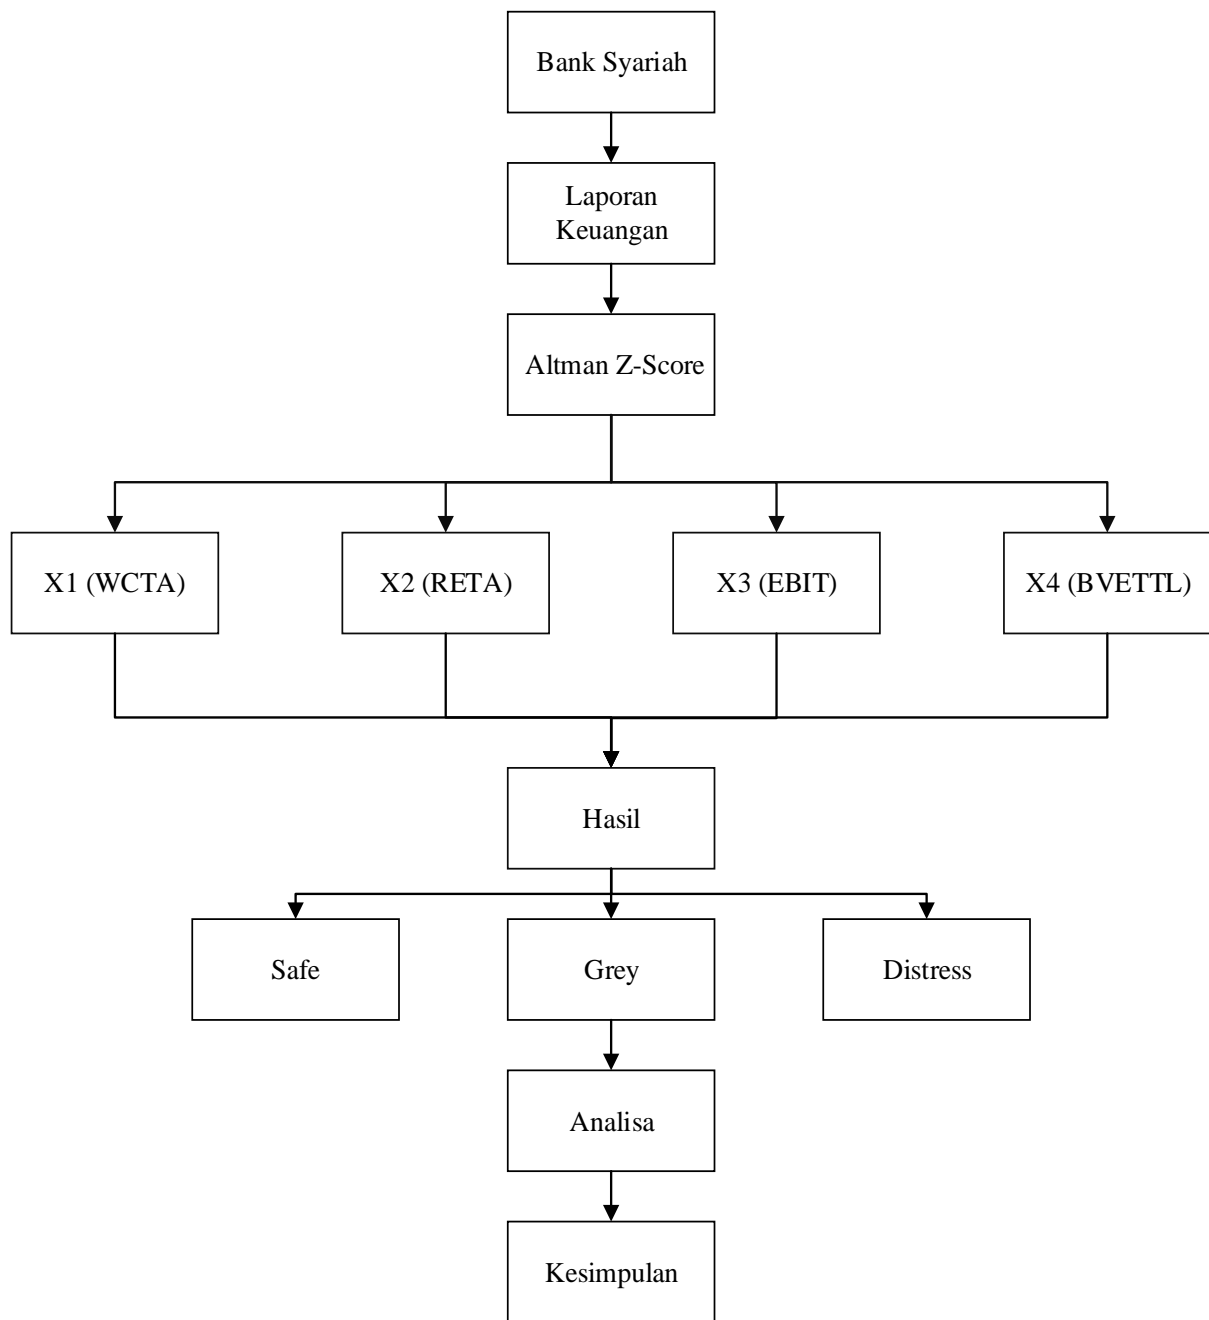 Bank Syariah
Laporan
Keuangan
Altman Z-Score
X1 (WCTA)
X2 (RETA)
X3 (EBIT)
X4 (BVETTL)
Hasil
Safe
Grey
Distress
Analisa
Kesimpulan